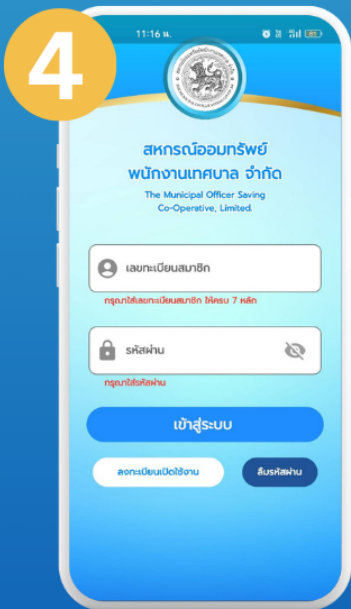 4
11:16 น.
85
สหกรณ์ออมทรัพย์
พนักงานเทศบาล จำกัด
The Municipal Officer Saving
Co-Operative, Limited.
เลขทะเบียนสมาชิก
กรุณาใส่เลขทะเบียนสมาชิก ให้ครบ 7 หลัก
รหัสผ่าน
กรุณาใส่รหัสผ่าน
เข้าสู่ระบบ
ลงทะเบียนเปิดใช้งาน
ลืมรหัสผ่าน